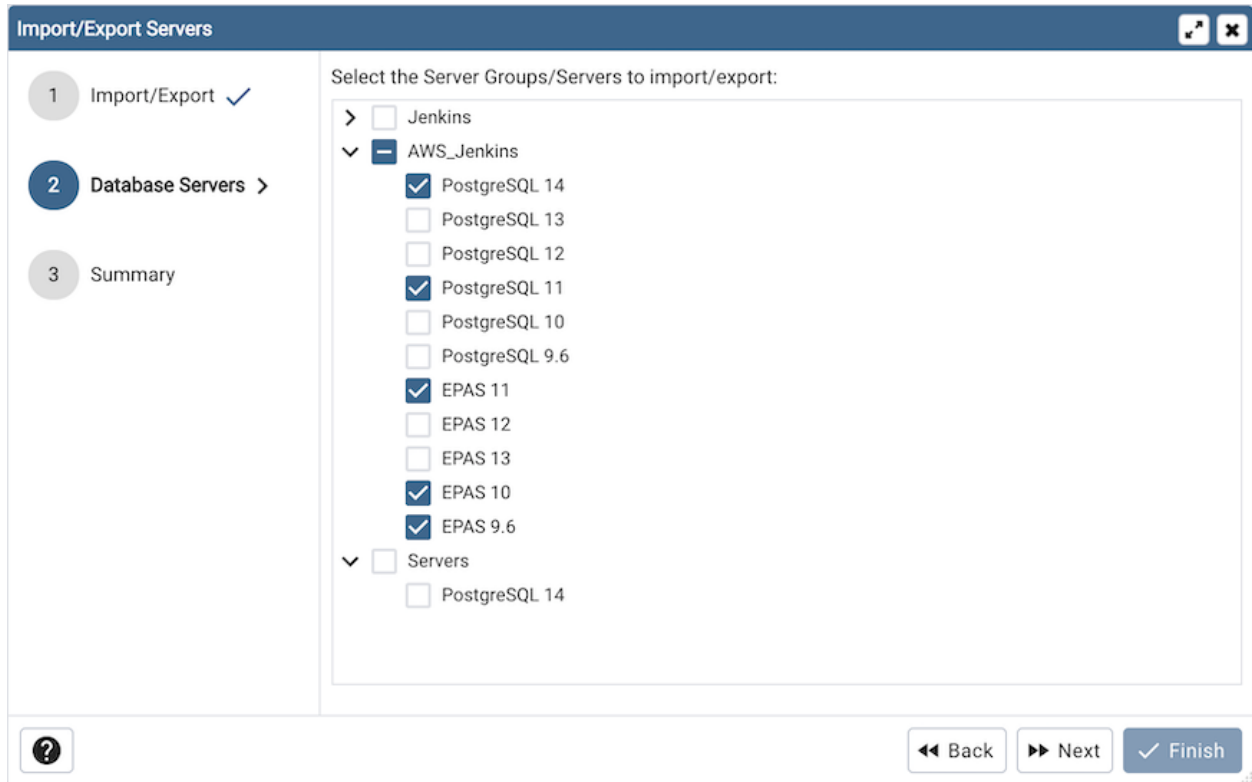 Import/Export Servers
1 Import/Export
2 Database Servers
3 Summary
Select the Server Groups/Servers to import/export:
Jenkins
AWS_Jenkins
PostgreSQL 14
PostgreSQL 13
PostgreSQL 12
PostgreSQL 11
PostgreSQL 10
PostgreSQL 9.6
EPAS 11
EPAS 12
EPAS 13
EPAS 10
EPAS 9.6
Servers
PostgreSQL 14
? Back Next Finish